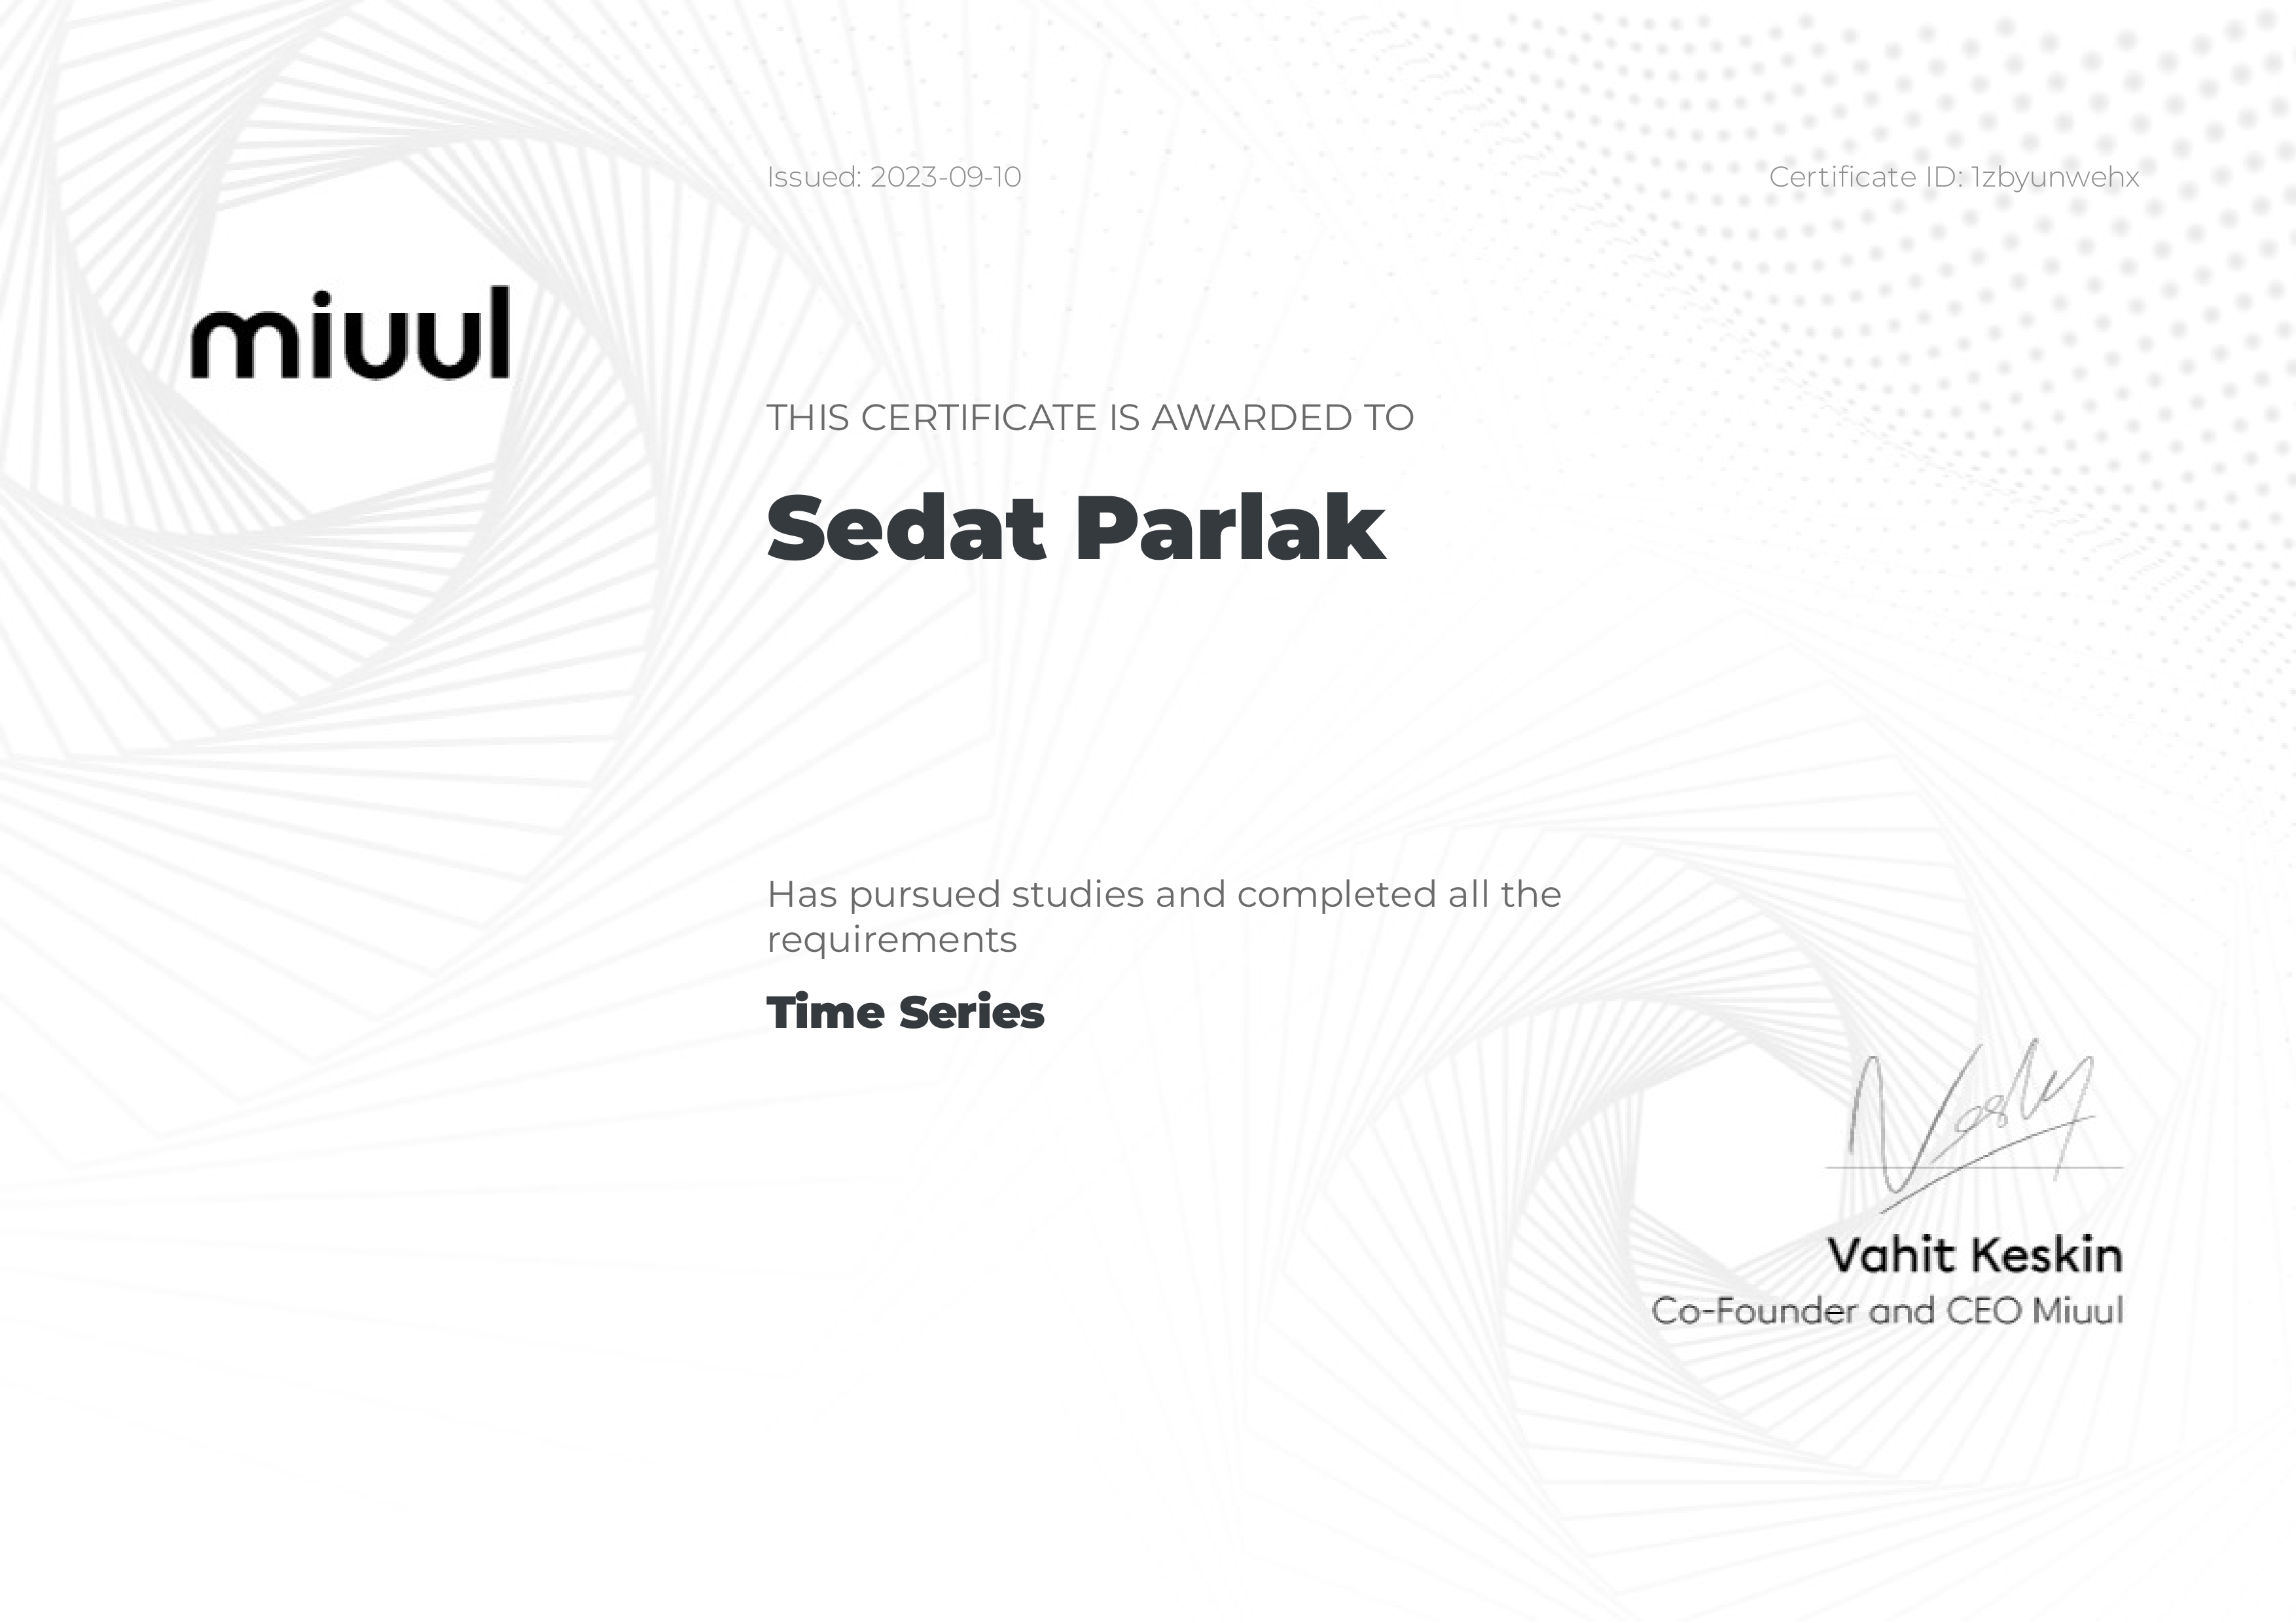 Issued: 2023-09-10
Certificate ID: 1zbyunwehx
miuul
THIS CERTIFICATE IS AWARDED TO
Sedat Parlak
Has pursued studies and completed all the
requirements
Time Series
Vahit Keskin
Co-Founder and CEO Miuul